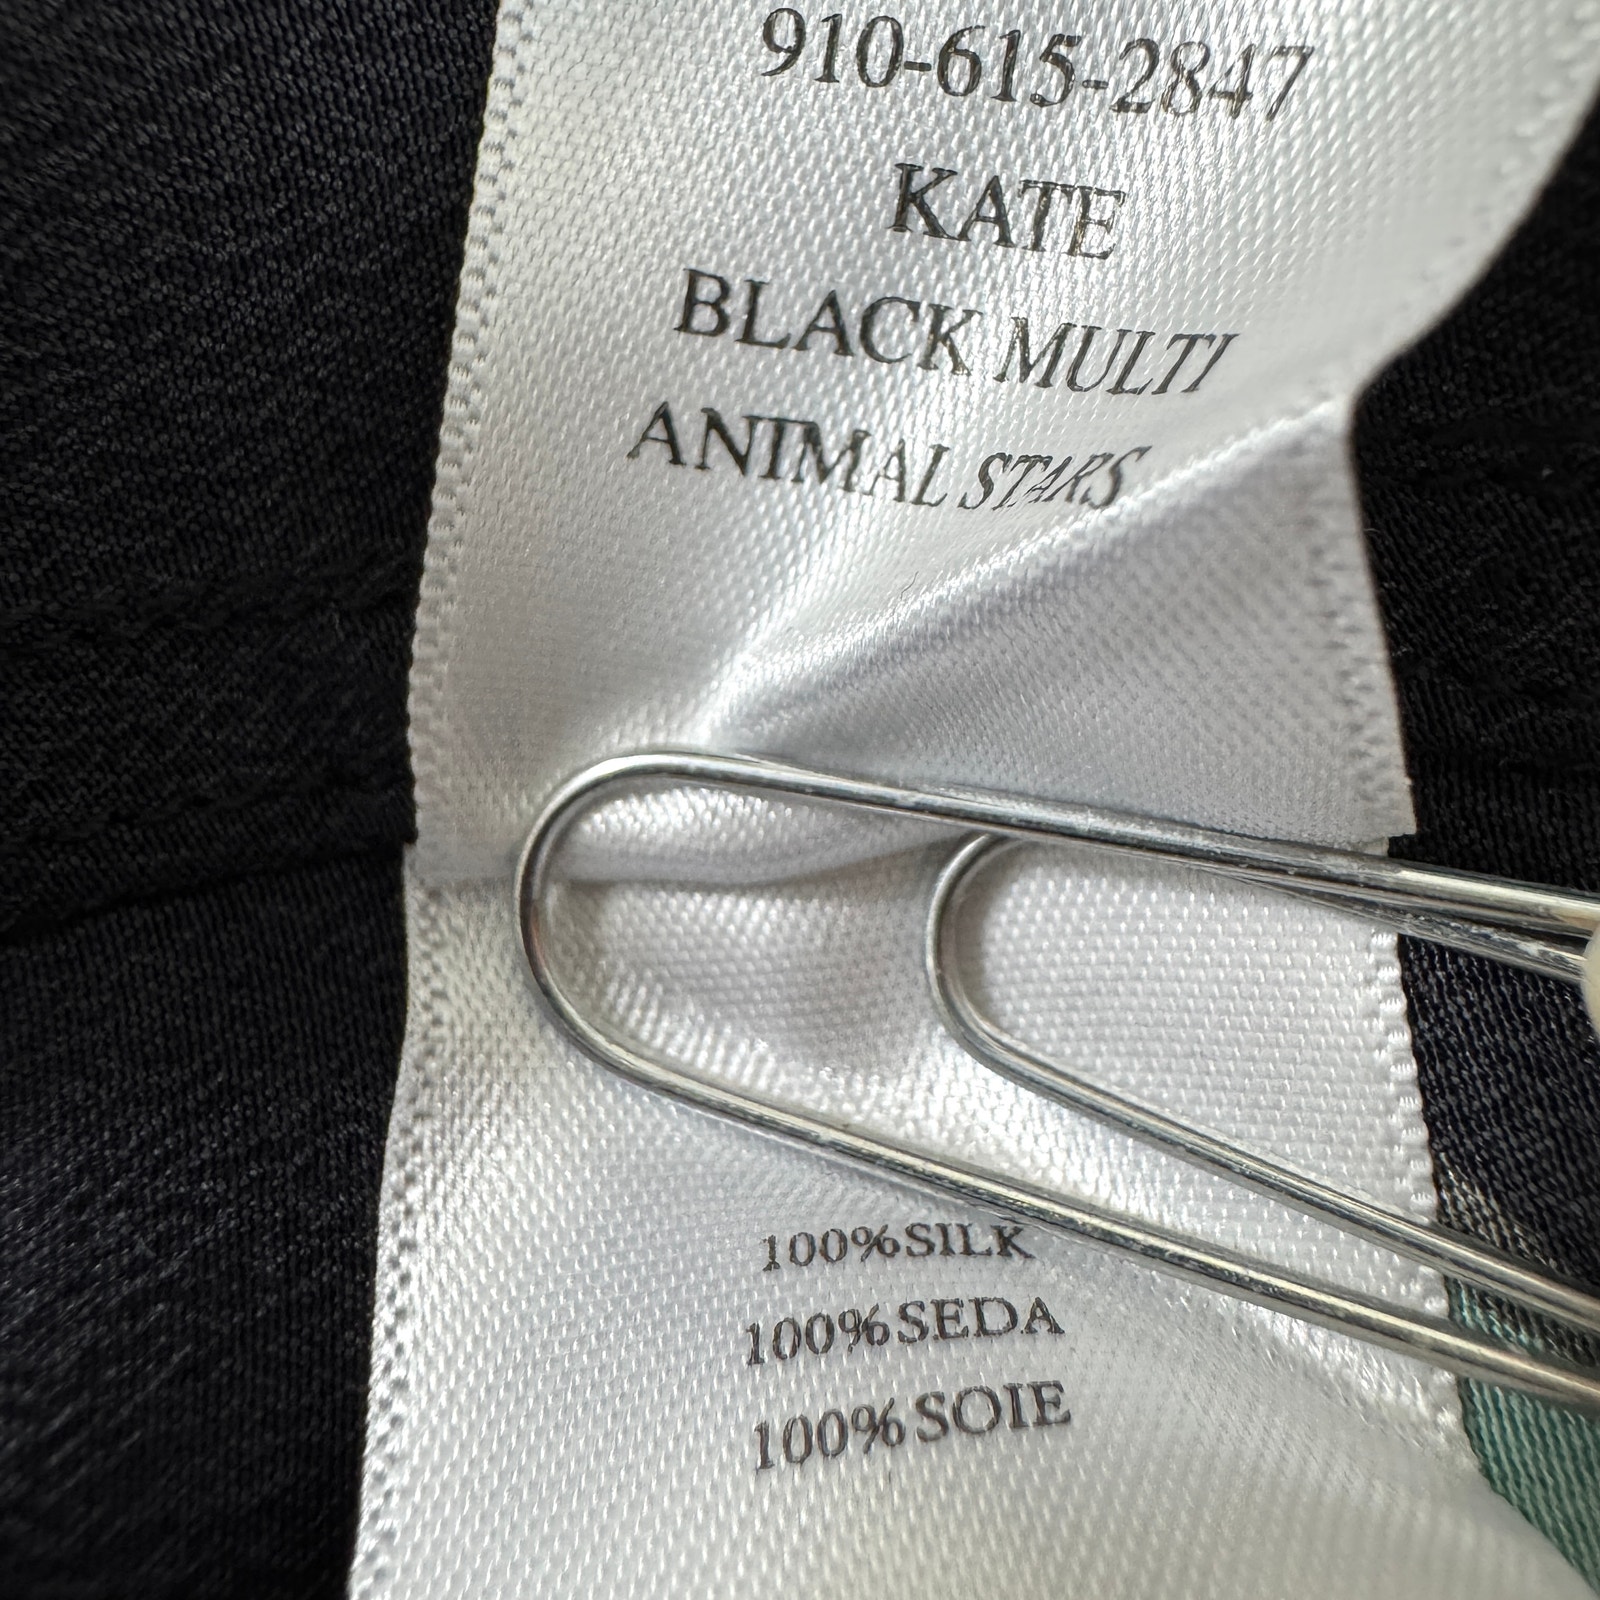 910-615-2847
KATE
BLACK MULTI
ANIMAL STARS
100%SILK
100%SEDA
100%SOIE